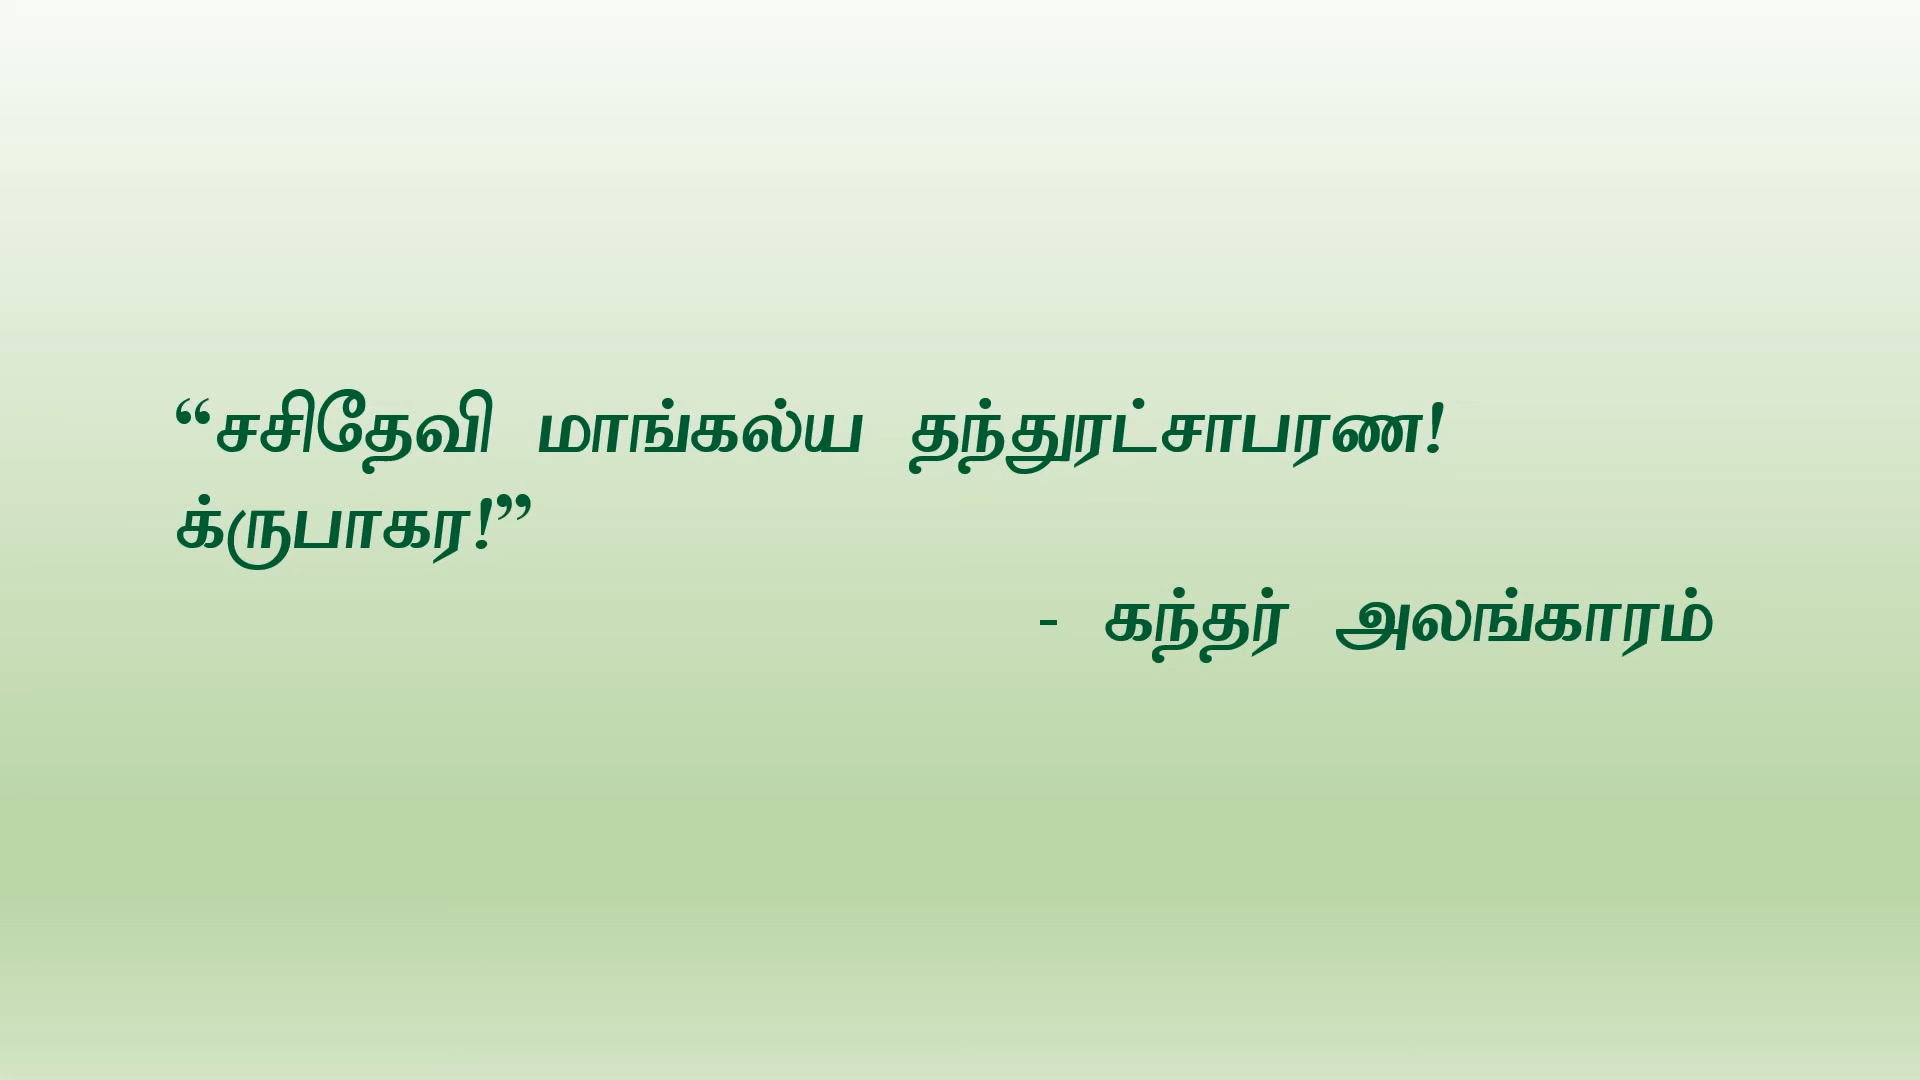 “சசிதேவி மாங்கல்ய தந்துரட்சாபரண!
க்ருபாகர!”
- கந்தர் அலங்காரம்